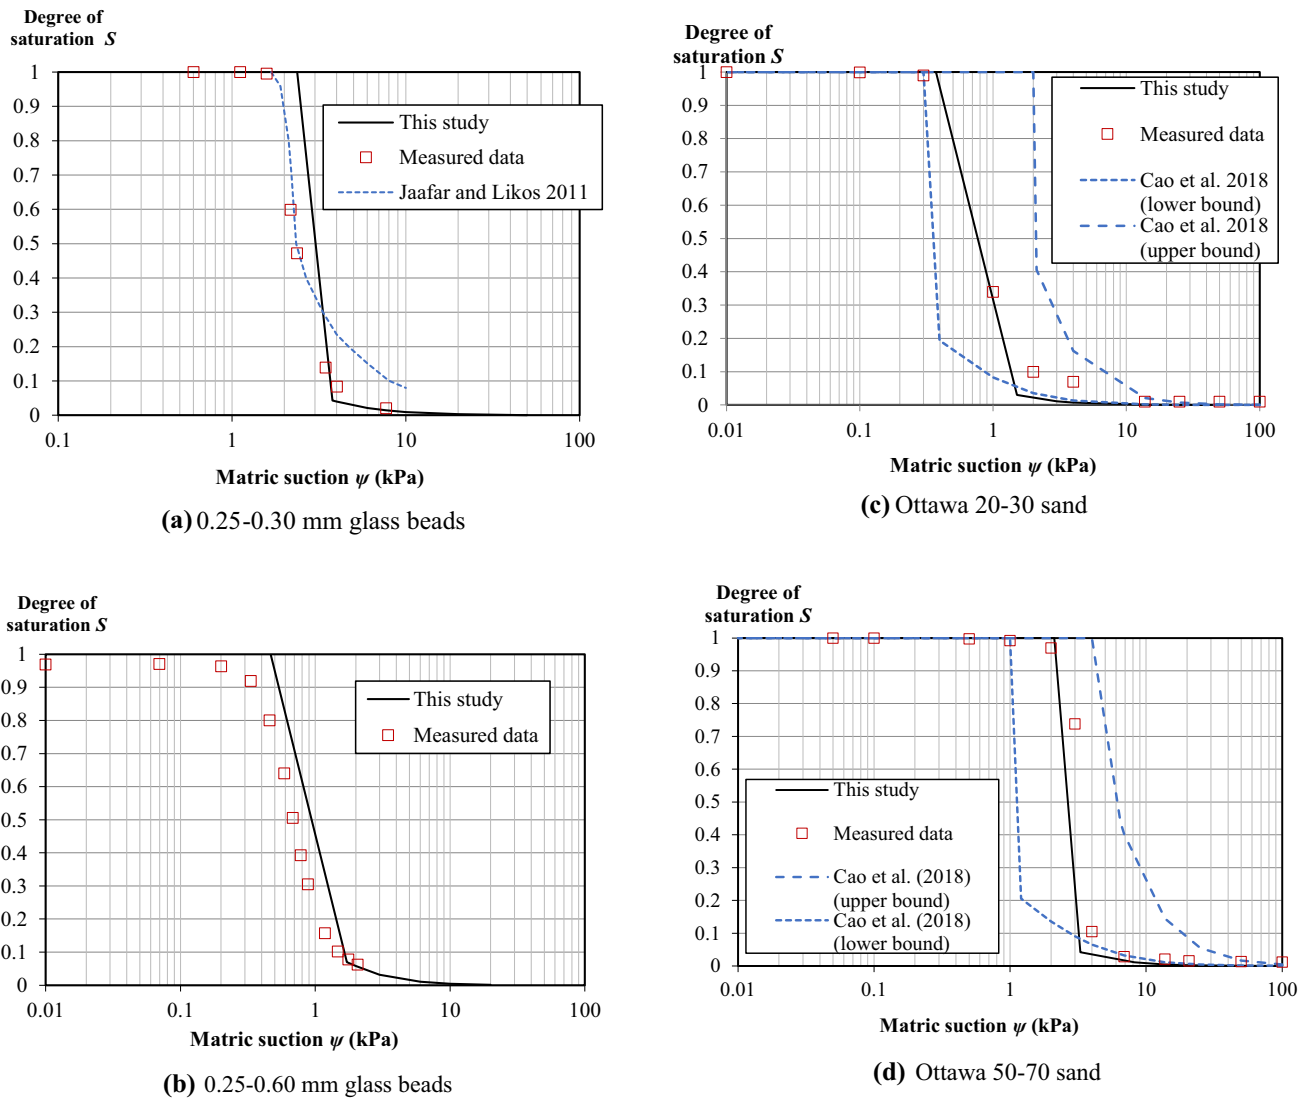 Degree of
saturation S
1
0.9
0.8
0.7
0.6
0.5
0.4
0.3
0.2
0.1
0
0.1
1
10
100
This study
Measured data
Jaafar and Likos 2011
Matric suction ψ (kPa)
(a) 0.25-0.30 mm glass beads
Degree of
saturation S
1
0.9
0.8
0.7
0.6
0.5
0.4
0.3
0.2
0.1
0
0.01
0.1
1
10
100
This study
Measured data
Cao et al. 2018
(lower bound)
Cao et al. 2018
(upper bound)
Matric suction ψ (kPa)
(c) Ottawa 20-30 sand
Degree of
saturation S
1
0.9
0.8
0.7
0.6
0.5
0.4
0.3
0.2
0.1
0
0.01
0.1
1
10
100
This study
Measured data
Matric suction ψ (kPa)
(b) 0.25-0.60 mm glass beads
Degree of
saturation S
1
0.9
0.8
0.7
0.6
0.5
0.4
0.3
0.2
0.1
0
0.01
0.1
1
10
100
This study
Measured data
Cao et al. (2018)
(upper bound)
Cao et al. (2018)
(lower bound)
Matric suction ψ (kPa)
(d) Ottawa 50-70 sand